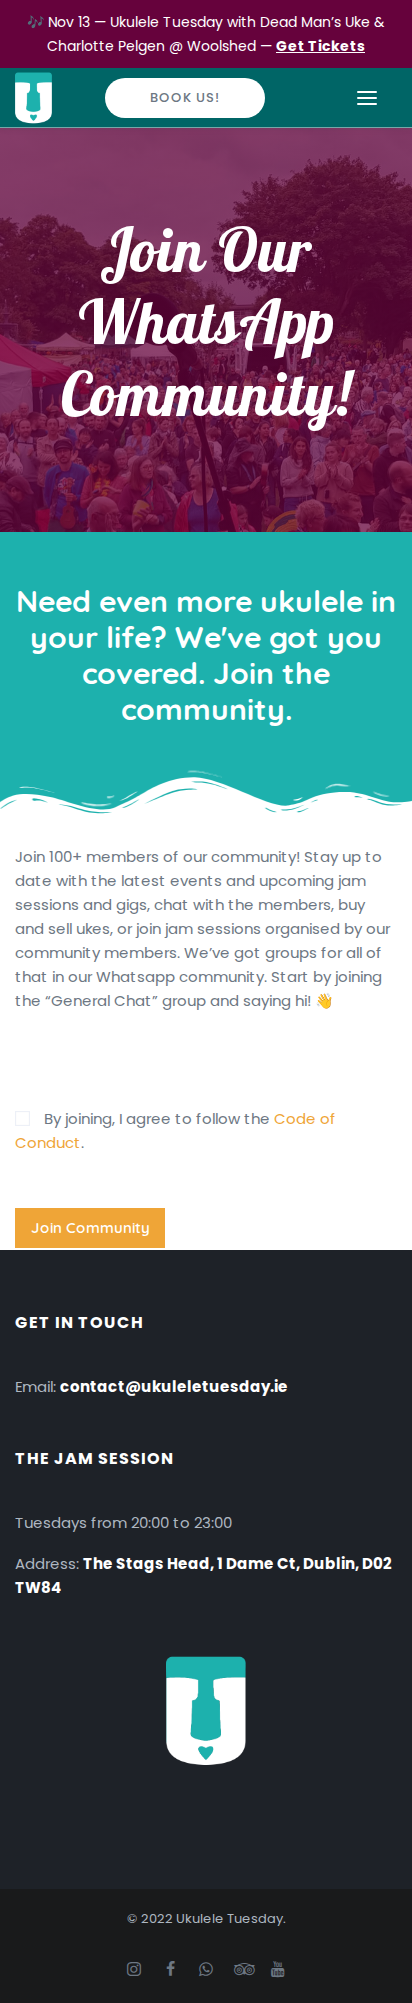 🎶 Nov 13 — Ukulele Tuesday with Dead Man’s Uke &
Charlotte Pelgen @ Woolshed — Get Tickets
BOOK US!
Join Our
WhatsApp
Community!
Need even more ukulele in
your life? We've got you
covered. Join the
community.
Join 100+ members of our community! Stay up to
date with the latest events and upcoming jam
sessions and gigs, chat with the members, buy
and sell ukes, or join jam sessions organised by our
community members. We’ve got groups for all of
that in our Whatsapp community. Start by joining
the “General Chat” group and saying hi! 👋
By joining, I agree to follow the Code of
Conduct.
Join Community
GET IN TOUCH
Email: contact@ukuleletuesday.ie
THE JAM SESSION
Tuesdays from 20:00 to 23:00
Address: The Stags Head, 1 Dame Ct, Dublin, D02
TW84
© 2022 Ukulele Tuesday.
You
Tube